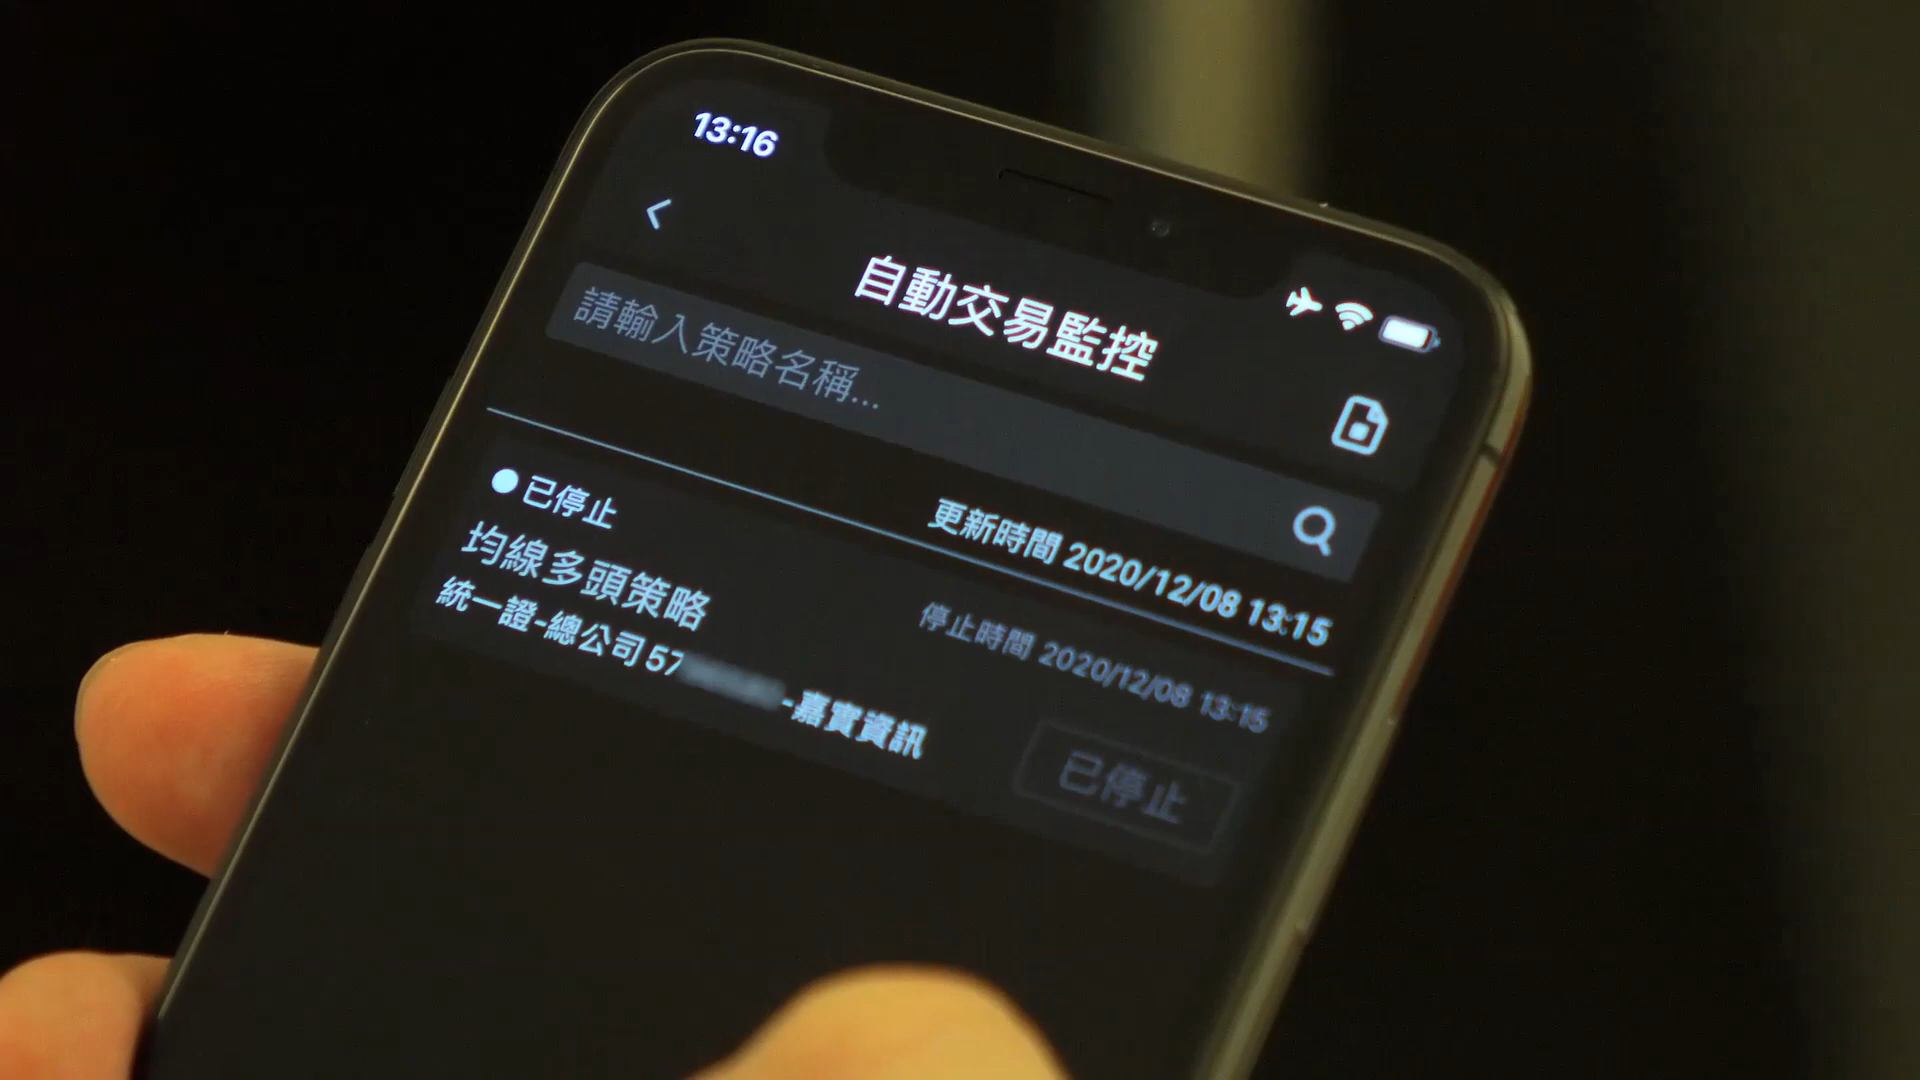 13:16
自動交易監控
請輸入策略名稱...
更新時間 2020/12/08 13:15
已停止
均線多頭策略
停止時間 2020/12/08 13:15
統一證-總公司 57
-嘉實資訊
已停止